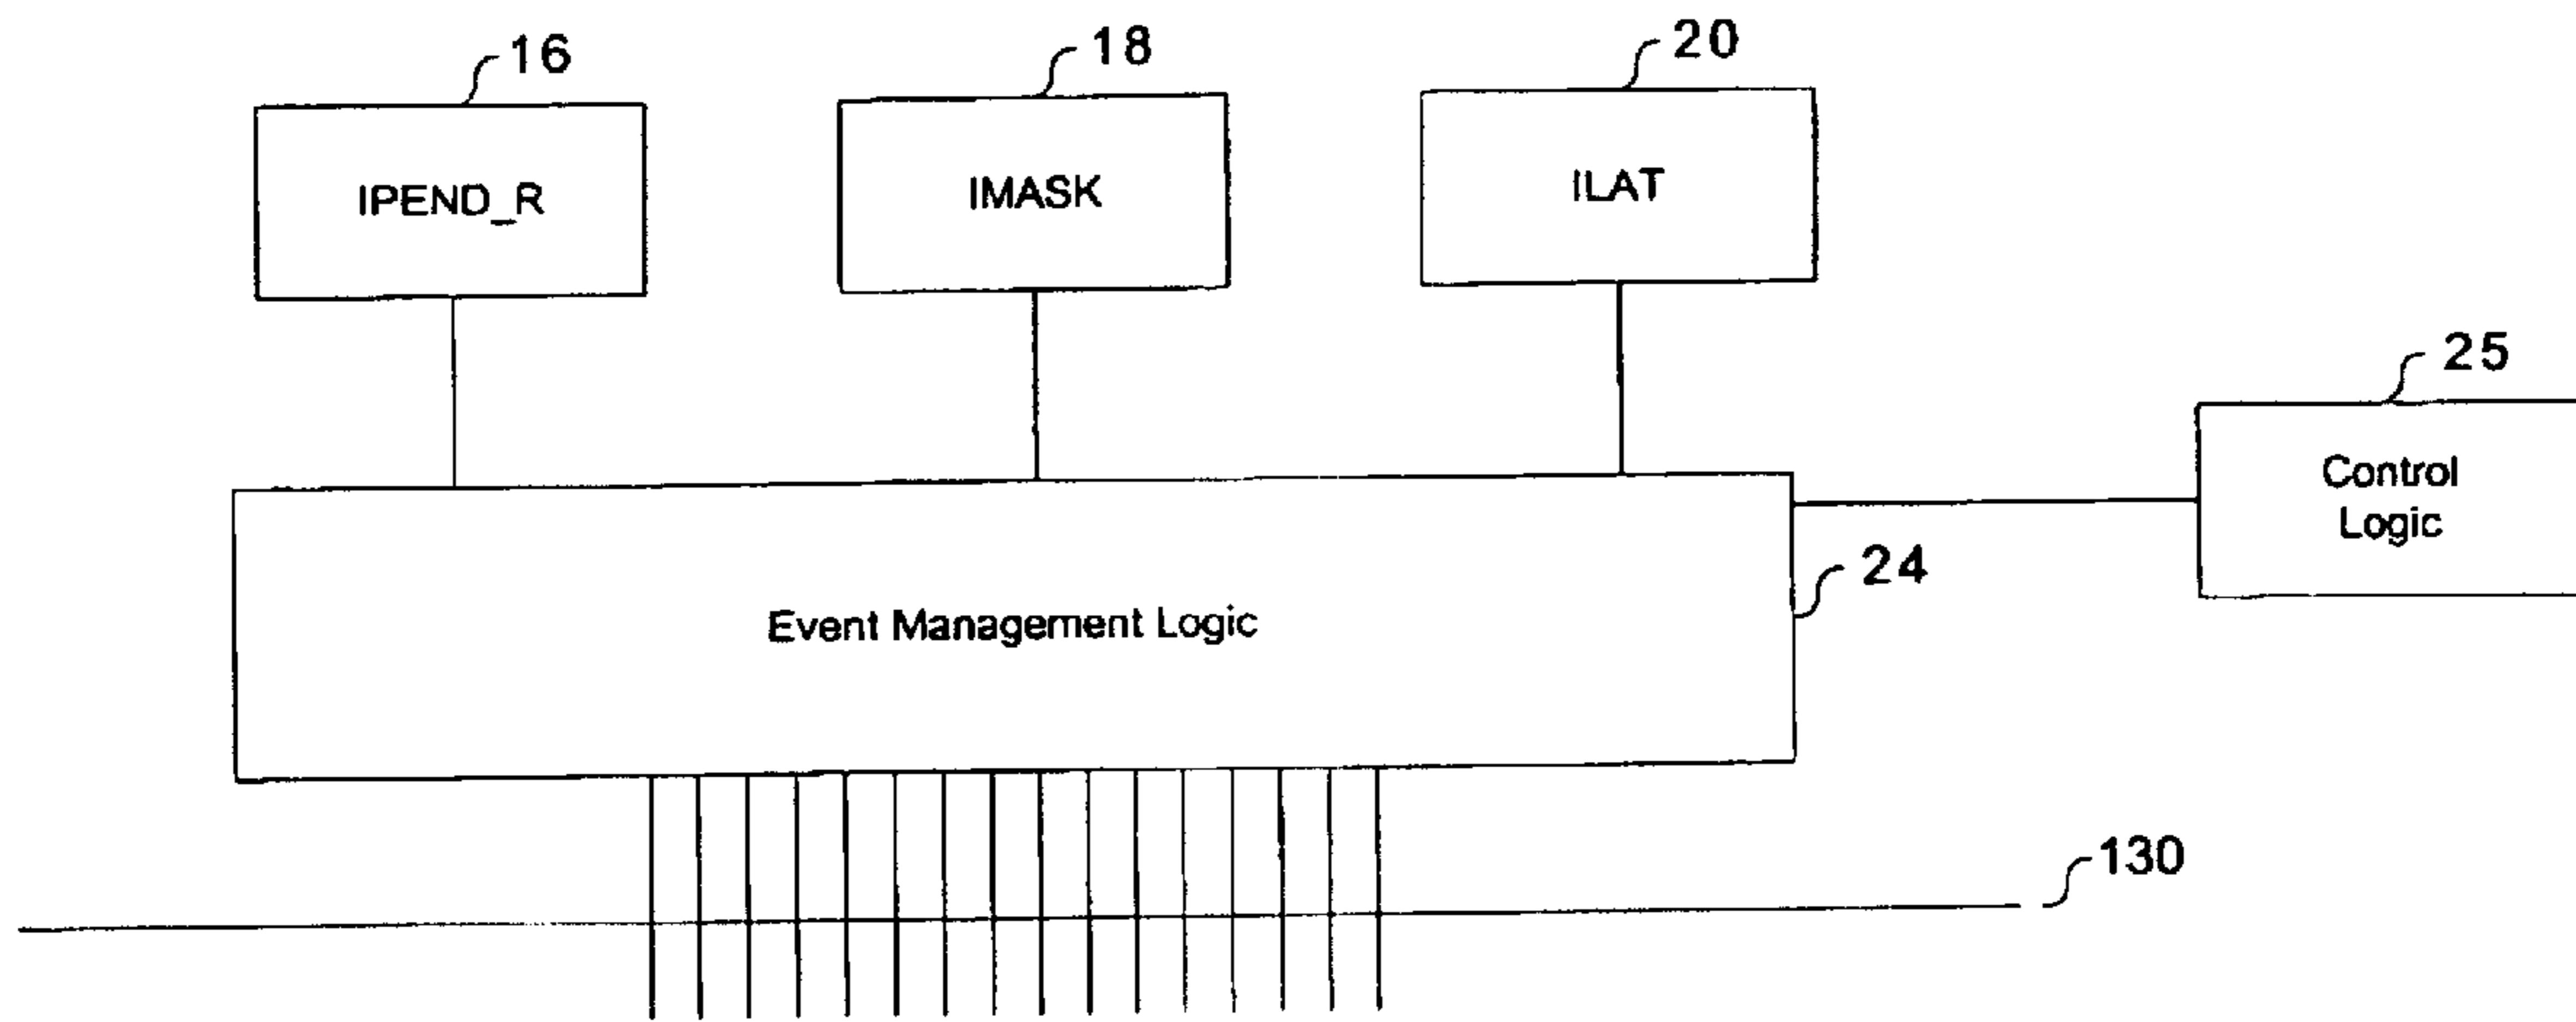 16
18
20
IPEND_R
IMASK
ILAT
25
Control
Logic
24
Event Management Logic
130